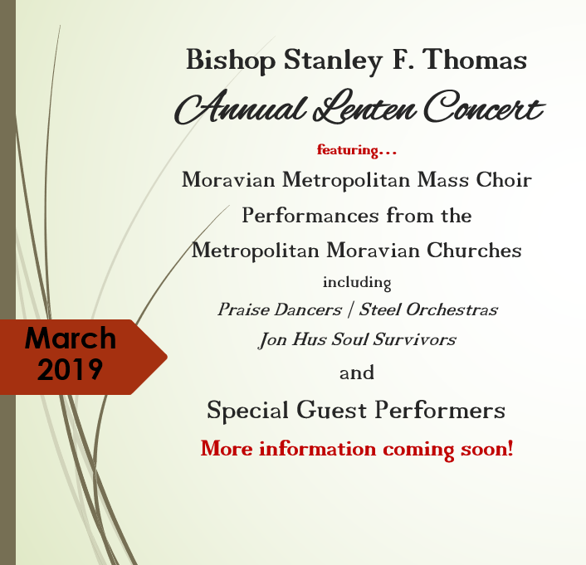 Bishop Stanley F. Thomas
Annual Lenten Concert
featuring...
Moravian Metropolitan Mass Choir
Performances from the
Metropolitan Moravian Churches
including
Praise Dancers / Steel Orchestras
Jon Hus Soul Survivors
and
Special Guest Performers
More information coming soon!
March
2019